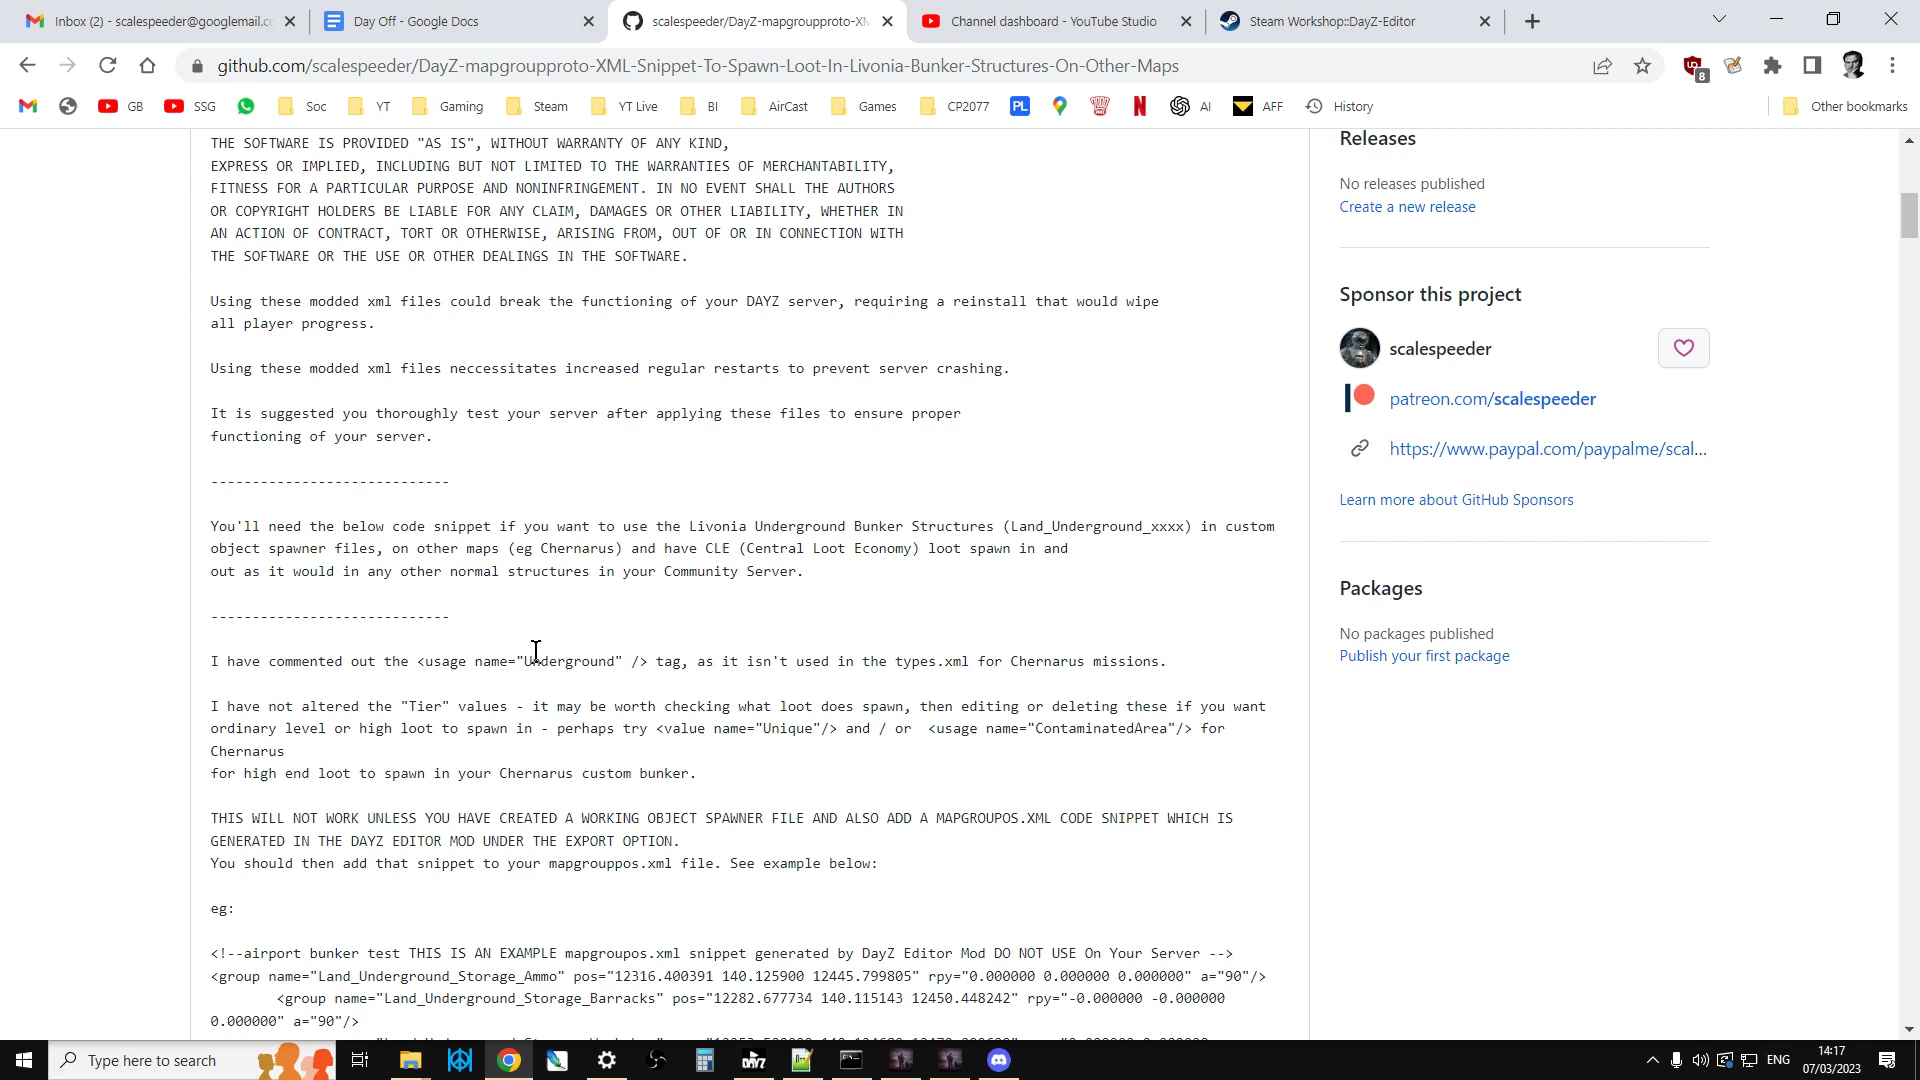 Inbox (2) - scalespeeder@googlemail.c
Day Off - Google Docs
scalespeeder/DayZ-mapgroupproto-XM
Channel dashboard - YouTube Studio
Steam Workshop::DayZ-Editor
github.com/scalespeeder/DayZ-mapgroupproto-XML-Snippet-To-Spawn-Loot-In-Livonia-Bunker-Structures-On-Other-Maps
8
GB
SSG
Soc
YT
Gaming
Steam
YT Live
BI
AirCast
Games
CP2077
PL
AI
AFF
History
Other bookmarks
THE SOFTWARE IS PROVIDED "AS IS", WITHOUT WARRANTY OF ANY KIND,
EXPRESS OR IMPLIED, INCLUDING BUT NOT LIMITED TO THE WARRANTIES OF MERCHANTABILITY,
FITNESS FOR A PARTICULAR PURPOSE AND NONINFRINGEMENT. IN NO EVENT SHALL THE AUTHORS
OR COPYRIGHT HOLDERS BE LIABLE FOR ANY CLAIM, DAMAGES OR OTHER LIABILITY, WHETHER IN
AN ACTION OF CONTRACT, TORT OR OTHERWISE, ARISING FROM, OUT OF OR IN CONNECTION WITH
THE SOFTWARE OR THE USE OR OTHER DEALINGS IN THE SOFTWARE.
Using these modded xml files could break the functioning of your DAYZ server, requiring a reinstall that would wipe
all player progress.
Using these modded xml files neccessitates increased regular restarts to prevent server crashing.
It is suggested you thoroughly test your server after applying these files to ensure proper
functioning of your server.
-----------------------------
You'll need the below code snippet if you want to use the Livonia Underground Bunker Structures (Land_Underground_xxxx) in custom
object spawner files, on other maps (eg Chernarus) and have CLE (Central Loot Economy) loot spawn in and
out as it would in any other normal structures in your Community Server.
-----------------------------
I have commented out the <usage name="Underground" /> tag, as it isn't used in the types.xml for Chernarus missions.
I have not altered the "Tier" values - it may be worth checking what loot does spawn, then editing or deleting these if you want
ordinary level or high loot to spawn in - perhaps try <value name="Unique"/> and / or  <usage name="ContaminatedArea"/> for
Chernarus
for high end loot to spawn in your Chernarus custom bunker.
THIS WILL NOT WORK UNLESS YOU HAVE CREATED A WORKING OBJECT SPAWNER FILE AND ALSO ADD A MAPGROUPOS.XML CODE SNIPPET WHICH IS
GENERATED IN THE DAYZ EDITOR MOD UNDER THE EXPORT OPTION.
You should then add that snippet to your mapgrouppos.xml file. See example below:
eg:
<!--airport bunker test THIS IS AN EXAMPLE mapgroupos.xml snippet generated by DayZ Editor Mod DO NOT USE On Your Server -->
<group name="Land_Underground_Storage_Ammo" pos="12316.400391 140.125900 12445.799805" rpy="0.000000 0.000000 0.000000" a="90"/>
<group name="Land_Underground_Storage_Barracks" pos="12282.677734 140.115143 12450.448242" rpy="-0.000000 -0.000000
0.000000" a="90"/>
Releases
No releases published
Create a new release
Sponsor this project
scalespeeder
patreon.com/scalespeeder
https://www.paypal.com/paypalme/scal...
Learn more about GitHub Sponsors
Packages
No packages published
Publish your first package
Type here to search
DAYZ
ENG
14:17
07/03/2023